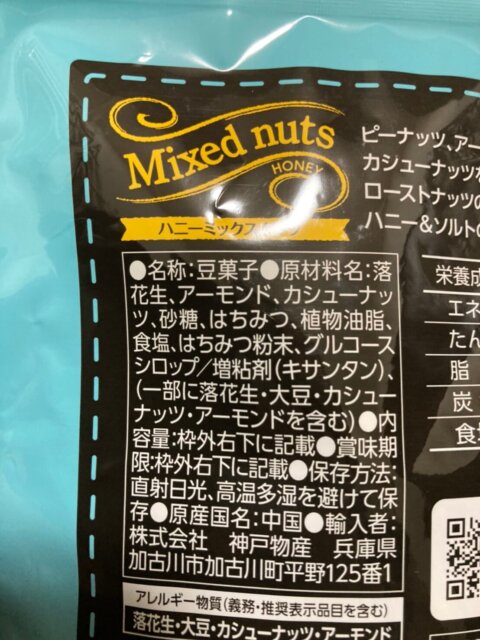 Mixed nuts
HONEY
ハニーミックス
ピーナッツ、アー
カシューナッツ
ローストナッツの
ハニー&ソルトの
●名称:豆菓子●原材料名:落
花生、アーモンド、カシューナッ
ツ、砂糖、はちみつ、植物油脂、
食塩、はちみつ粉末、グルコース
シロップ/増粘剤(キサンタン)、
(一部に落花生・大豆・カシュー
ナッツ・アーモンドを含む)●内
容量:枠外右下に記載●賞味期
限:枠外右下に記載●保存方法:
直射日光、高温多湿を避けて保
存●原産国名:中国●輸入者:
株式会社 神戸物産 兵庫県
加古川市加古川町平野125番1
アレルギー物質(義務・推奨表示品目を含む)
落花生・大豆・カシューナッツ・アーモンド
栄養成
エネ
たん
脂
炭
食塩